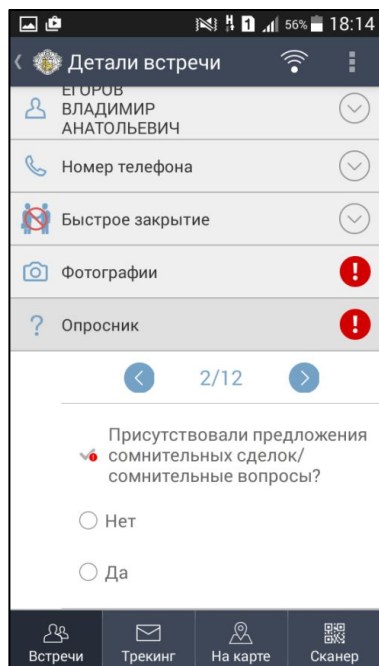 1 56% 18:14
Детали встречи
ЕГОРОВ
ВЛАДИМИР
АНАТОЛЬЕВИЧ
Номер телефона
Быстрое закрытие
Фотографии
Опросник
2/12
Присутствовали предложения
сомнительных сделок/
сомнительные вопросы?
Нет
Да
Встречи Трекинг На карте Сканер